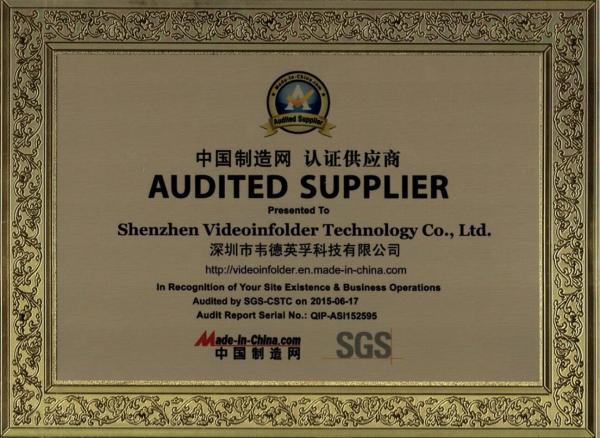 Made-in-China.com
Audited Supplier
中国制造网 认证供应商
AUDITED SUPPLIER
Presented To
Shenzhen Videoinfolder Technology Co., Ltd.
深圳市韦德英孚科技有限公司
http://videoinfolder.en.made-in-china.com
In Recognition of Your Site Existence & Business Operations
Audited by SGS-CSTC on 2015-06-17
Audit Report Serial No.: QIP-ASI152595
Made-in-China.com
中国制造网
SGS